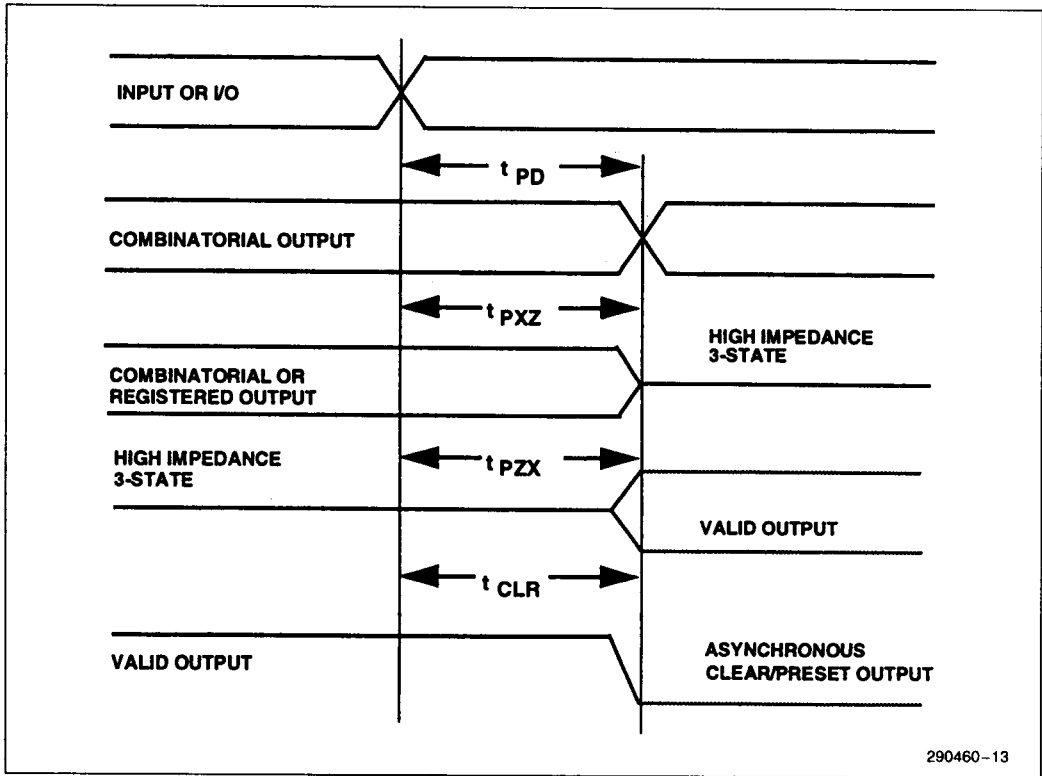 INPUT OR I/O
t PD
COMBINATORIAL OUTPUT
t PXZ
HIGH IMPEDANCE
3-STATE
COMBINATORIAL OR
REGISTERED OUTPUT
HIGH IMPEDANCE
3-STATE
t PZX
VALID OUTPUT
t CLR
VALID OUTPUT
ASYNCHRONOUS
CLEAR/PRESET OUTPUT
290460-13